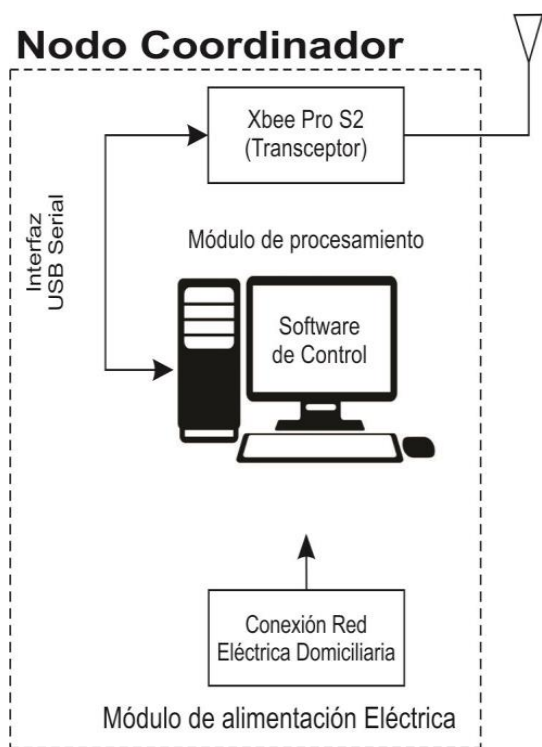 Nodo Coordinador
Xbee Pro S2
(Transceptor)
Interfaz
USB Serial
Módulo de procesamiento
Software
de Control
Conexión Red
Eléctrica Domiciliaria
Módulo de alimentación Eléctrica